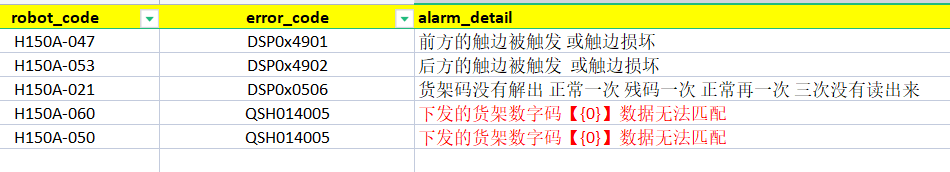 robot_code error_code alarm_detail
H150A-047 DSP0x4901 前方的触边被触发 或触边损坏
H150A-053 DSP0x4902 后方的触边被触发 或触边损坏
H150A-021 DSP0x0506 货架码没有解出 正常一次 残码一次 正常再一次 三次没有读出来
H150A-060 QSH014005 下发的货架数字码【{0}】数据无法匹配
H150A-050 QSH014005 下发的货架数字码【{0}】数据无法匹配